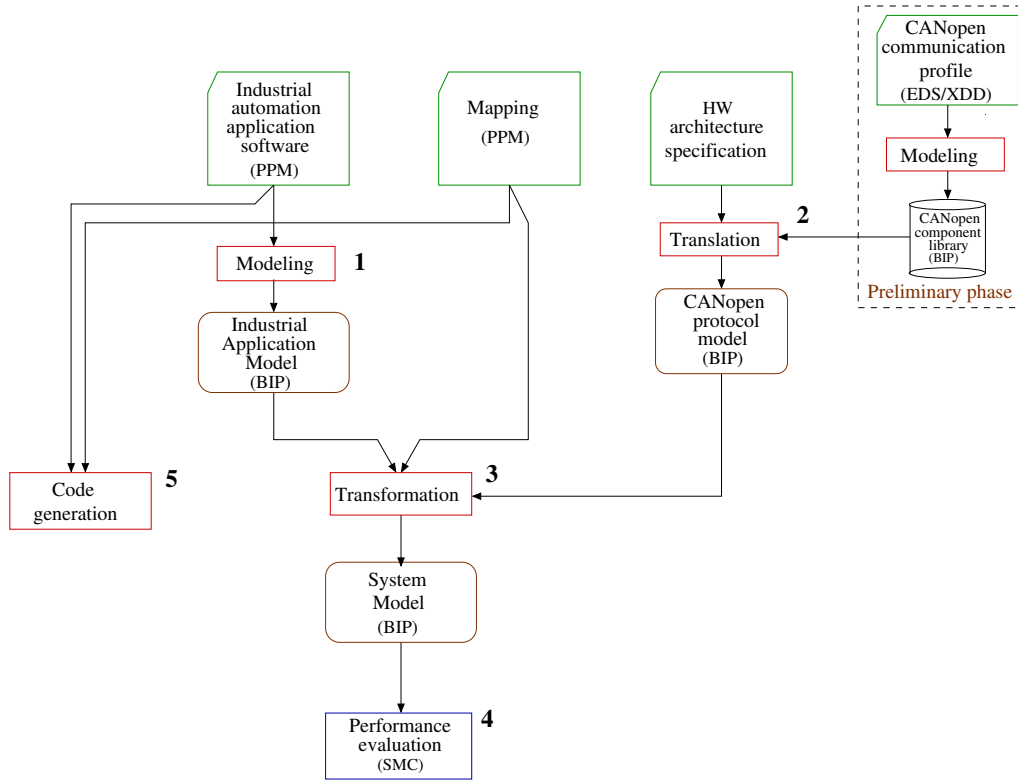 CANopen
communication
profile
(EDS/XDD)
Industrial
automation
application
software
(PPM)
Mapping
(PPM)
HW
architecture
specification
Modeling
CANopen
component
library
(BIP)
Preliminary phase
2
Translation
Modeling
1
CANopen
protocol
model
(BIP)
Industrial
Application
Model
(BIP)
3
Transformation
5
Code
generation
System
Model
(BIP)
4
Performance
evaluation
(SMC)